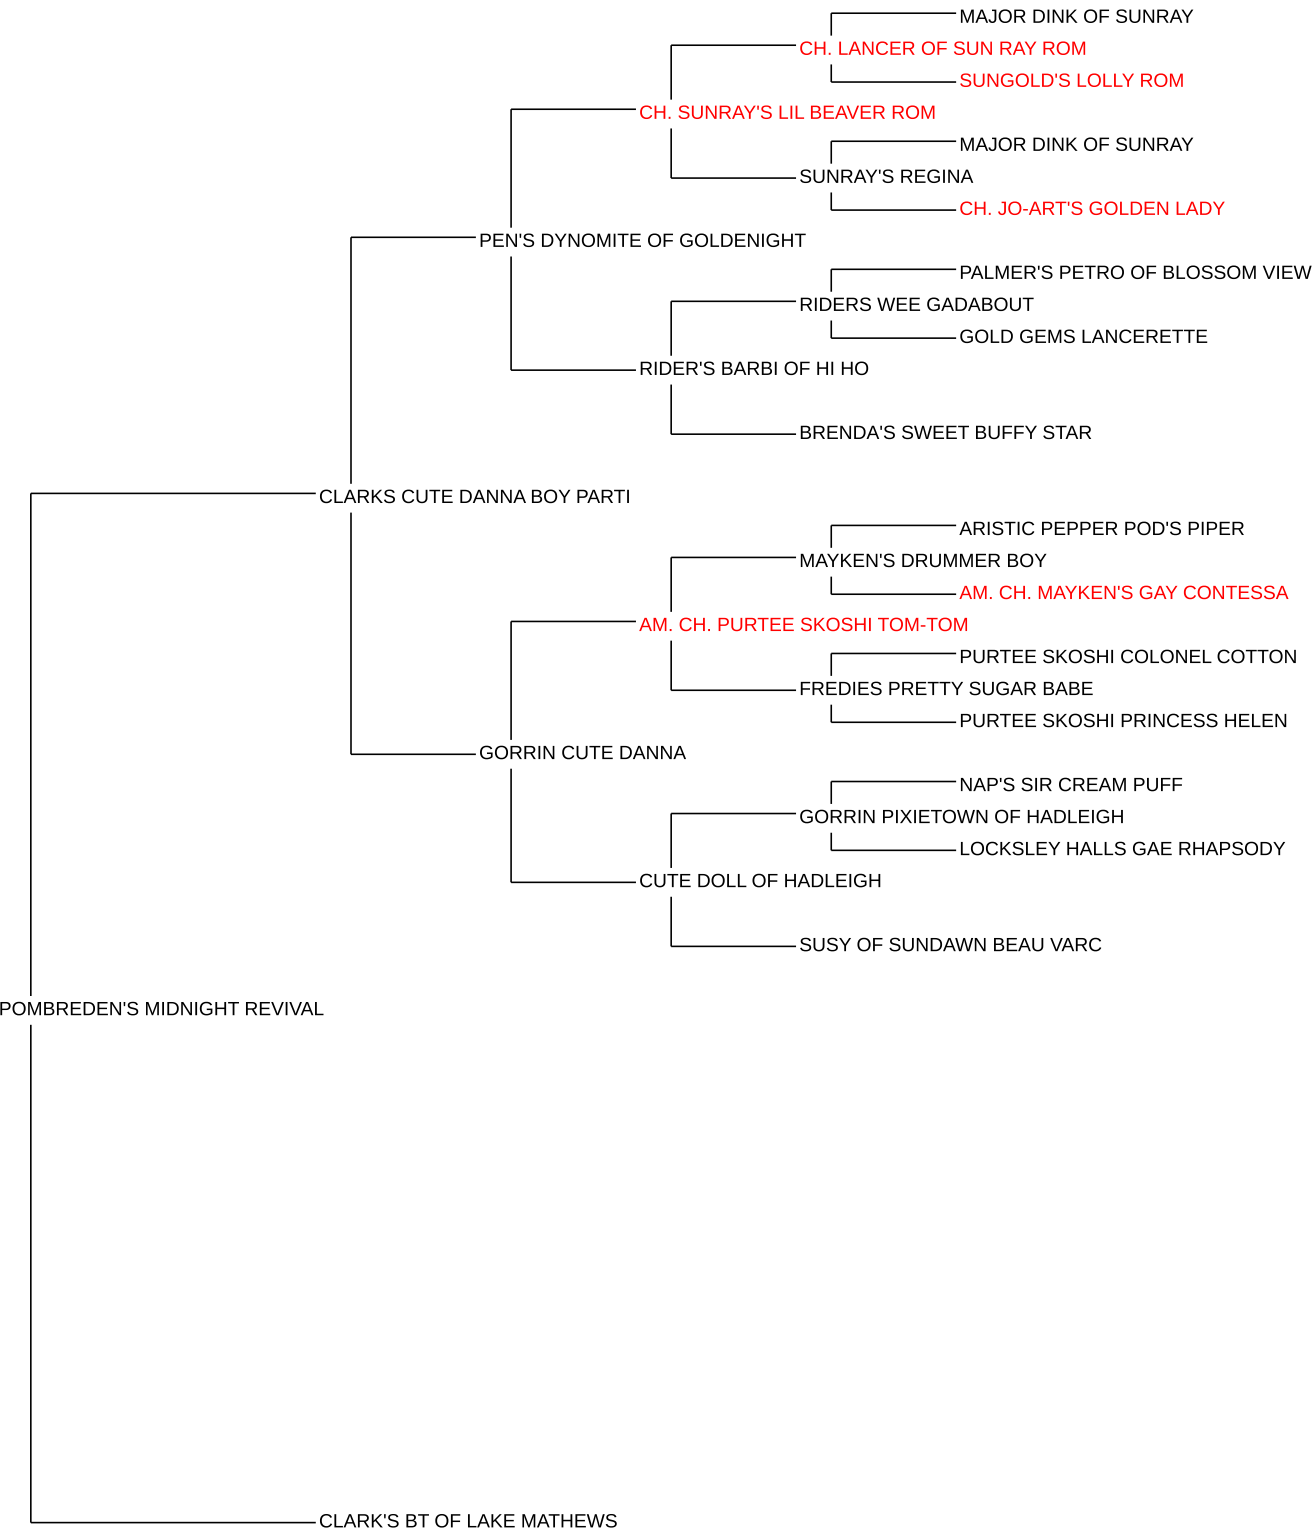 MAJOR DINK OF SUNRAY
CH. LANCER OF SUN RAY ROM
SUNGOLD'S LOLLY ROM
CH. SUNRAY'S LIL BEAVER ROM
MAJOR DINK OF SUNRAY
SUNRAY'S REGINA
CH. JO-ART'S GOLDEN LADY
PEN'S DYNOMITE OF GOLDENIGHT
PALMER'S PETRO OF BLOSSOM VIEW
RIDERS WEE GADABOUT
GOLD GEMS LANCERETTE
RIDER'S BARBI OF HI HO
BRENDA'S SWEET BUFFY STAR
CLARKS CUTE DANNA BOY PARTI
ARISTIC PEPPER POD'S PIPER
MAYKEN'S DRUMMER BOY
AM. CH. MAYKEN'S GAY CONTESSA
AM. CH. PURTEE SKOSHI TOM-TOM
PURTEE SKOSHI COLONEL COTTON
FREDIES PRETTY SUGAR BABE
PURTEE SKOSHI PRINCESS HELEN
GORRIN CUTE DANNA
NAP'S SIR CREAM PUFF
GORRIN PIXIETOWN OF HADLEIGH
LOCKSLEY HALLS GAE RHAPSODY
CUTE DOLL OF HADLEIGH
SUSY OF SUNDAWN BEAU VARC
POMBREDEN'S MIDNIGHT REVIVAL
CLARK'S BT OF LAKE MATHEWS